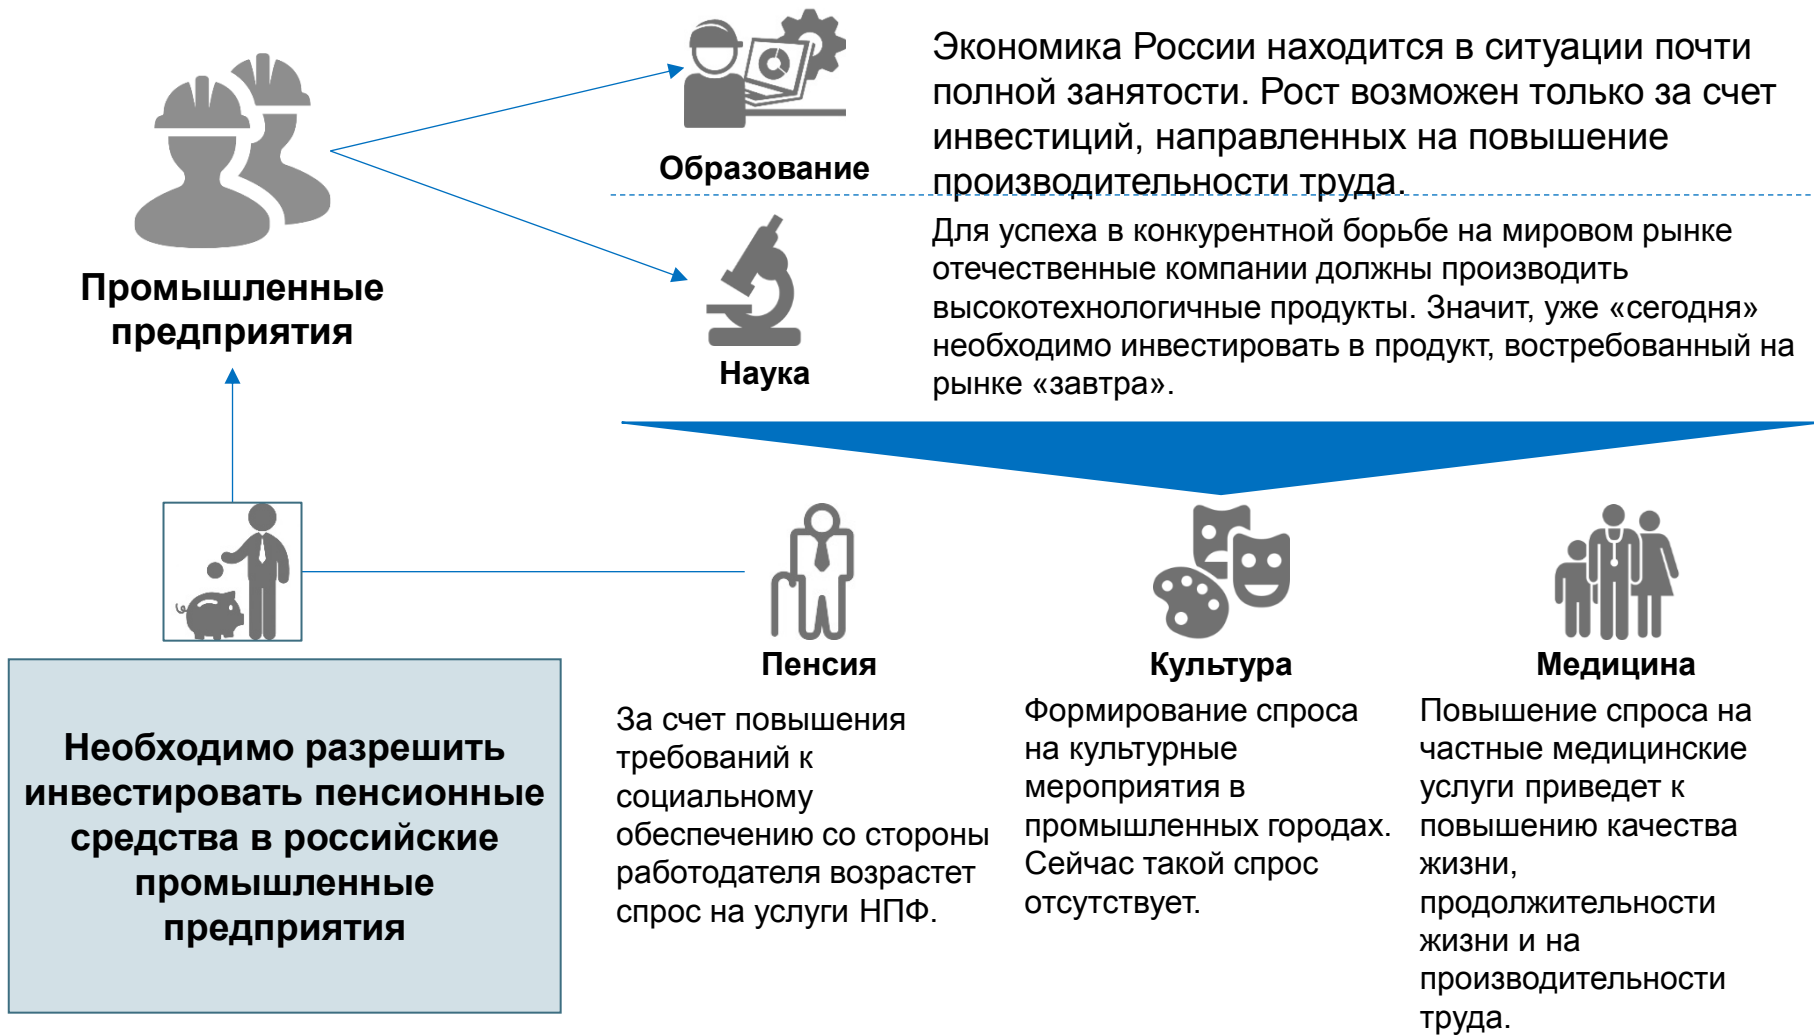 Экономика России находится в ситуации почти
полной занятости. Рост возможен только за счет
инвестиций, направленных на повышение
производительности труда.
Образование
Для успеха в конкурентной борьбе на мировом рынке
отечественные компании должны производить
высокотехнологичные продукты. Значит, уже «сегодня»
необходимо инвестировать в продукт, востребованный на
рынке «завтра».
Наука
Промышленные
предприятия
Необходимо разрешить
инвестировать пенсионные
средства в российские
промышленные
предприятия
Пенсия
За счет повышения
требований к
социальному
обеспечению со стороны
работодателя возрастет
спрос на услуги НПФ.
Культура
Формирование спроса
на культурные
мероприятия в
промышленных городах.
Сейчас такой спрос
отсутствует.
Медицина
Повышение спроса на
частные медицинские
услуги приведет к
повышению качества
жизни,
продолжительности
жизни и на
производительности
труда.